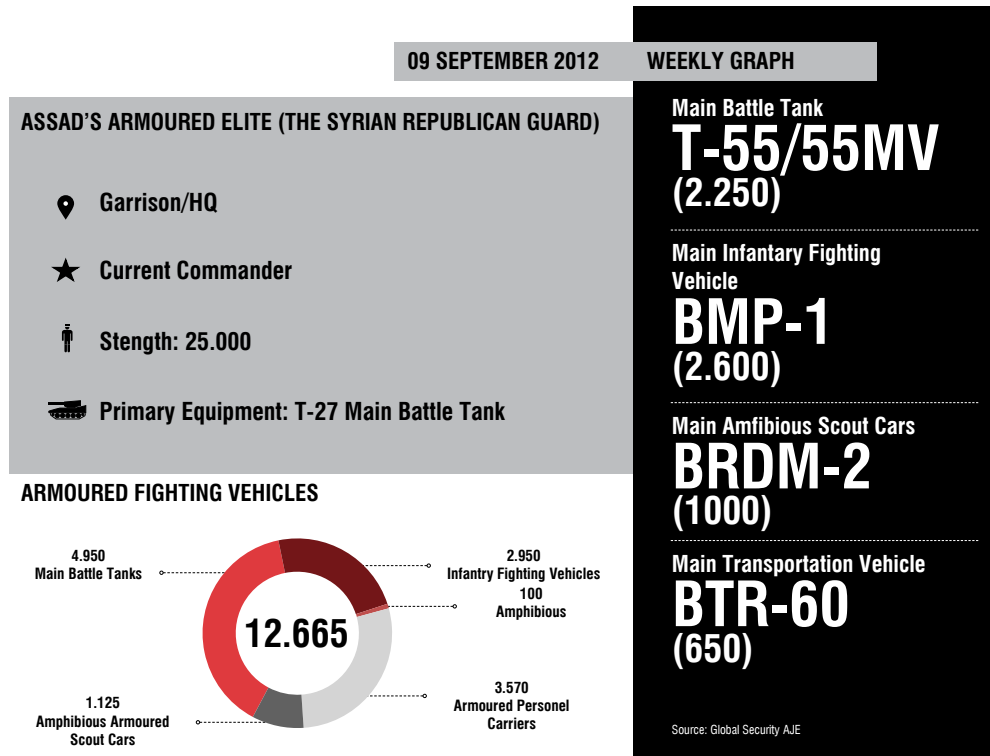 09 SEPTEMBER 2012
WEEKLY GRAPH
ASSAD'S ARMOURED ELITE (THE SYRIAN REPUBLICAN GUARD)
Garrison/HQ
Current Commander
Stength: 25.000
Primary Equipment: T-27 Main Battle Tank
ARMOURED FIGHTING VEHICLES
4.950
Main Battle Tanks
2.950
Infantry Fighting Vehicles
100
Amphibious
12.665
3.570
Armoured Personel
Carriers
1.125
Amphibious Armoured
Scout Cars
Main Battle Tank
T-55/55MV
(2.250)
Main Infantary Fighting
Vehicle
BMP-1
(2.600)
Main Amfibious Scout Cars
BRDM-2
(1000)
Main Transportation Vehicle
BTR-60
(650)
Source: Global Security AJE